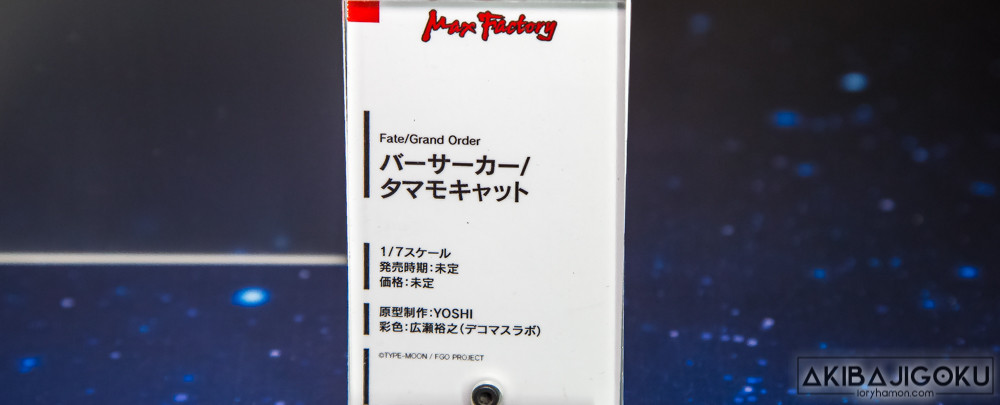 Max Factory
Fate/Grand Order
バーサーカー/
タマモキャット
1/7スケール
発売時期:未定
価格:未定
原型制作:YOSHI
彩色:広瀬裕之(デコマスラボ)
©TYPE-MOON / FGO PROJECT
AKIBAJIGOKU
loryhamon.com